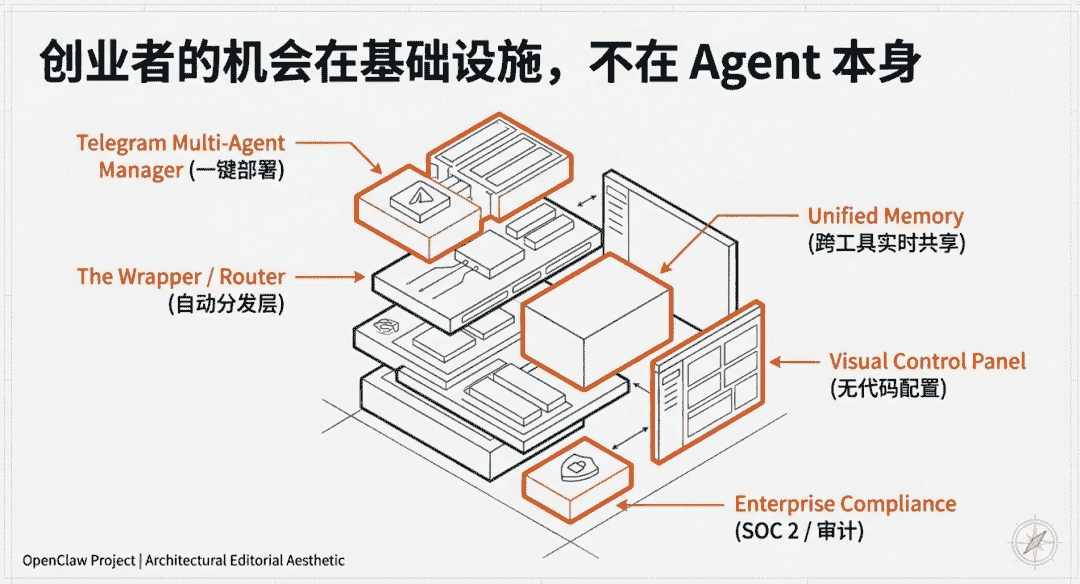 创业者的机会在基础设施，不在 Agent 本身
Telegram Multi-Agent
Manager (一键部署)
The Wrapper / Router
(自动分发层)
Unified Memory
(跨工具实时共享)
Visual Control Panel
(无代码配置)
Enterprise Compliance
(SOC 2 / 审计)
OpenClaw Project | Architectural Editorial Aesthetic